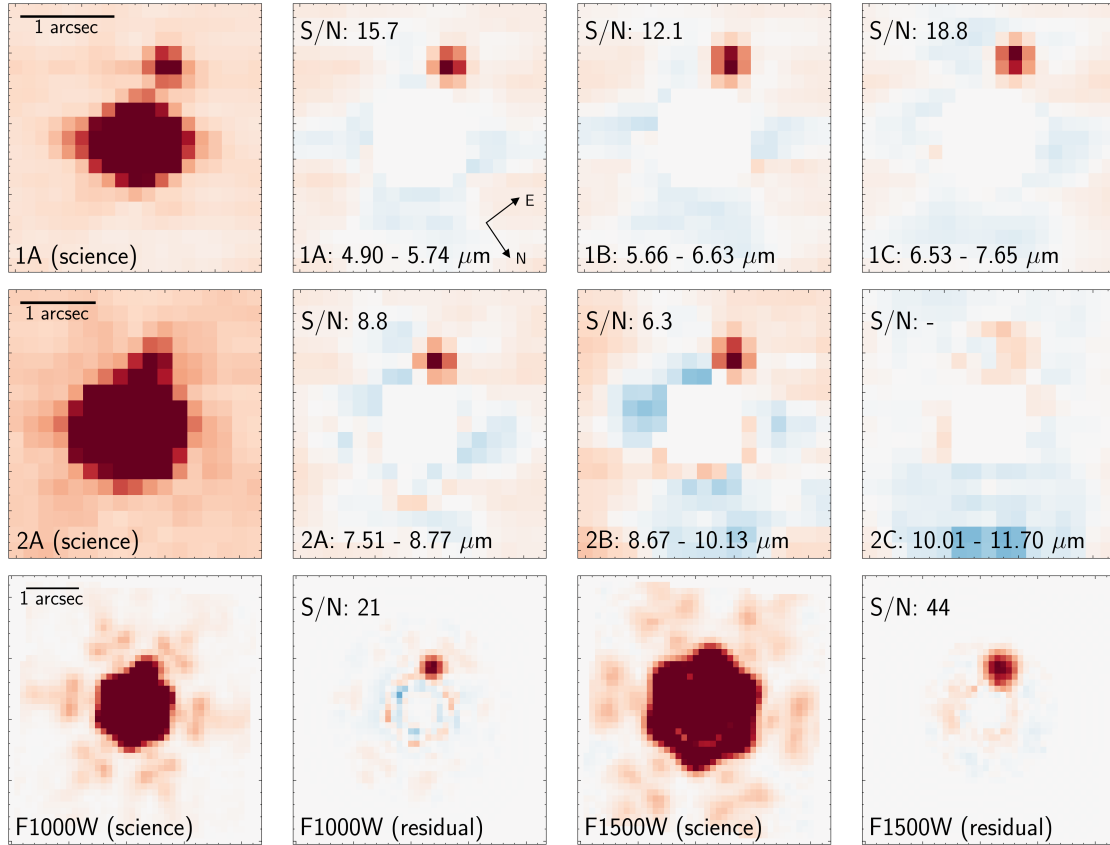 1 arcsec
1A (science)
S/N: 15.7
E
N
1A: 4.90 - 5.74 μm
S/N: 12.1
1B: 5.66 - 6.63 μm
S/N: 18.8
1C: 6.53 - 7.65 μm
1 arcsec
2A (science)
S/N: 8.8
2A: 7.51 - 8.77 μm
S/N: 6.3
2B: 8.67 - 10.13 μm
S/N: -
2C: 10.01 - 11.70 μm
1 arcsec
F1000W (science)
S/N: 21
F1000W (residual)
F1500W (science)
S/N: 44
F1500W (residual)